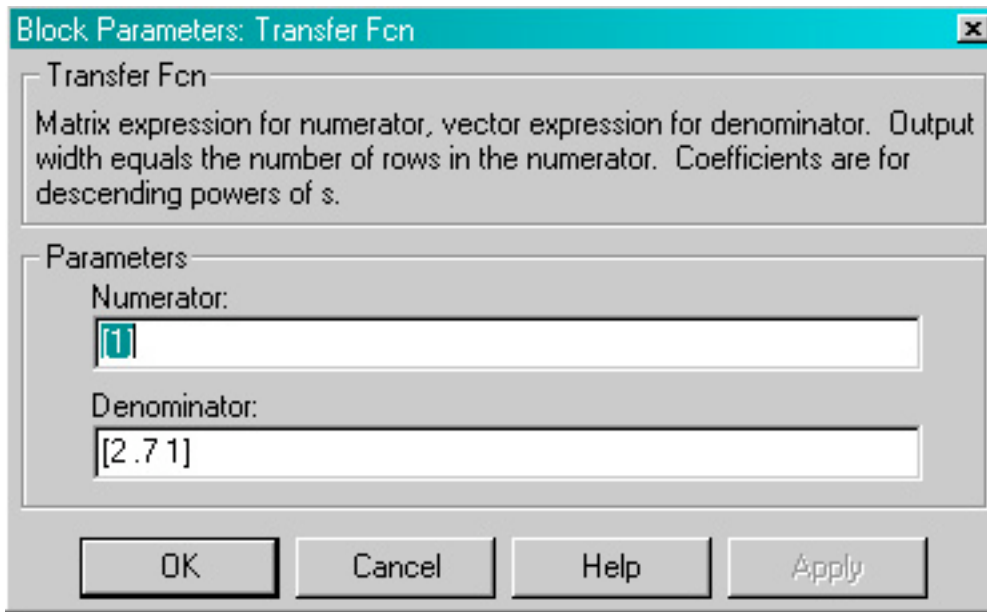 Block Parameters: Transfer Fcn
Transfer Fcn
Matrix expression for numerator, vector expression for denominator. Output
width equals the number of rows in the numerator. Coefficients are for
descending powers of s.
Parameters
Numerator:
[1]
Denominator:
[2 .7 1]
OK Cancel Help Apply